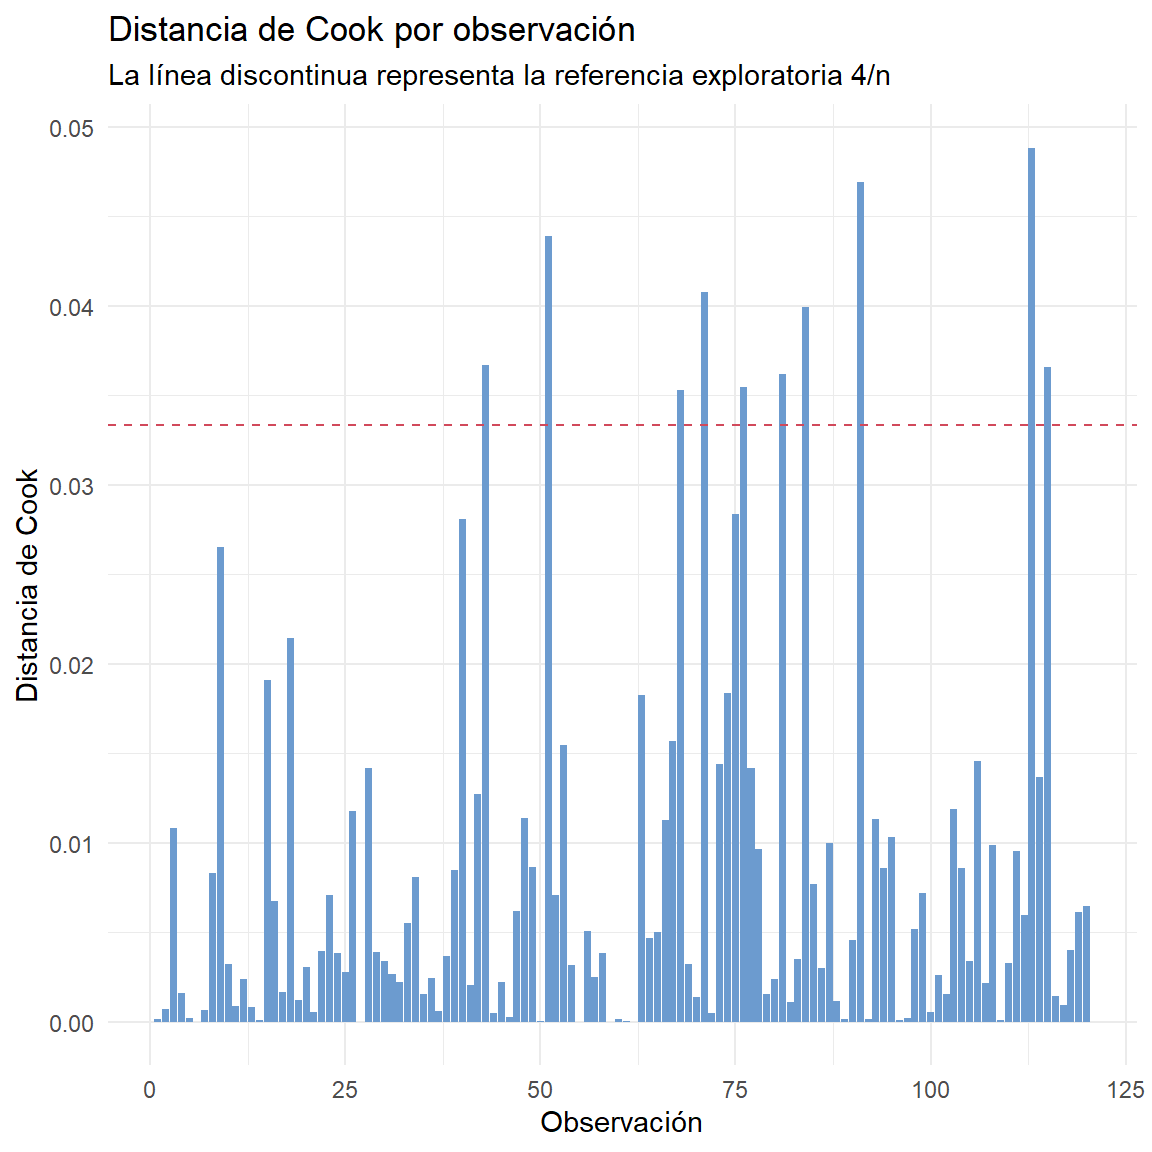 Distancia de Cook por observación
La línea discontinua representa la referencia exploratoria 4/n
0.05
0.04
0.03
0.02
0.01
0.00
Distancia de Cook
0 25 50 75 100 125
Observación